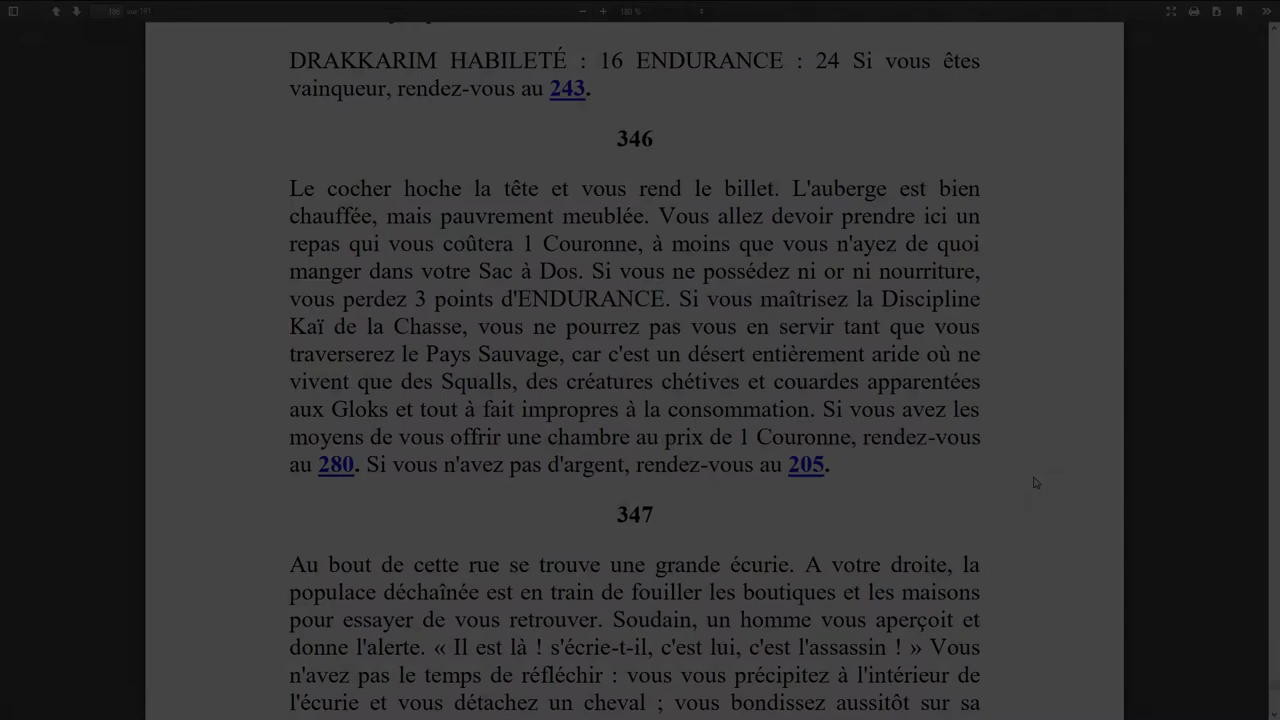 186 sur 191
180 %
DRAKKARIM HABILETÉ : 16 ENDURANCE : 24 Si vous êtes
vainqueur, rendez-vous au 243.
346
Le cocher hoche la tête et vous rend le billet. L'auberge est bien
chauffée, mais pauvrement meublée. Vous allez devoir prendre ici un
repas qui vous coûtera 1 Couronne, à moins que vous n'ayez de quoi
manger dans votre Sac à Dos. Si vous ne possédez ni or ni nourriture,
vous perdez 3 points d'ENDURANCE. Si vous maîtrisez la Discipline
Kaï de la Chasse, vous ne pourrez pas vous en servir tant que vous
traverserez le Pays Sauvage, car c'est un désert entièrement aride où ne
vivent que des Squalls, des créatures chétives et couardes apparentées
aux Gloks et tout à fait impropres à la consommation. Si vous avez les
moyens de vous offrir une chambre au prix de 1 Couronne, rendez-vous
au 280. Si vous n'avez pas d'argent, rendez-vous au 205.
347
Au bout de cette rue se trouve une grande écurie. A votre droite, la
populace déchaînée est en train de fouiller les boutiques et les maisons
pour essayer de vous retrouver. Soudain, un homme vous aperçoit et
donne l'alerte. « Il est là ! s'écrie-t-il, c'est lui, c'est l'assassin ! » Vous
n'avez pas le temps de réfléchir : vous vous précipitez à l'intérieur de
l'écurie et vous détachez un cheval ; vous bondissez aussitôt sur sa